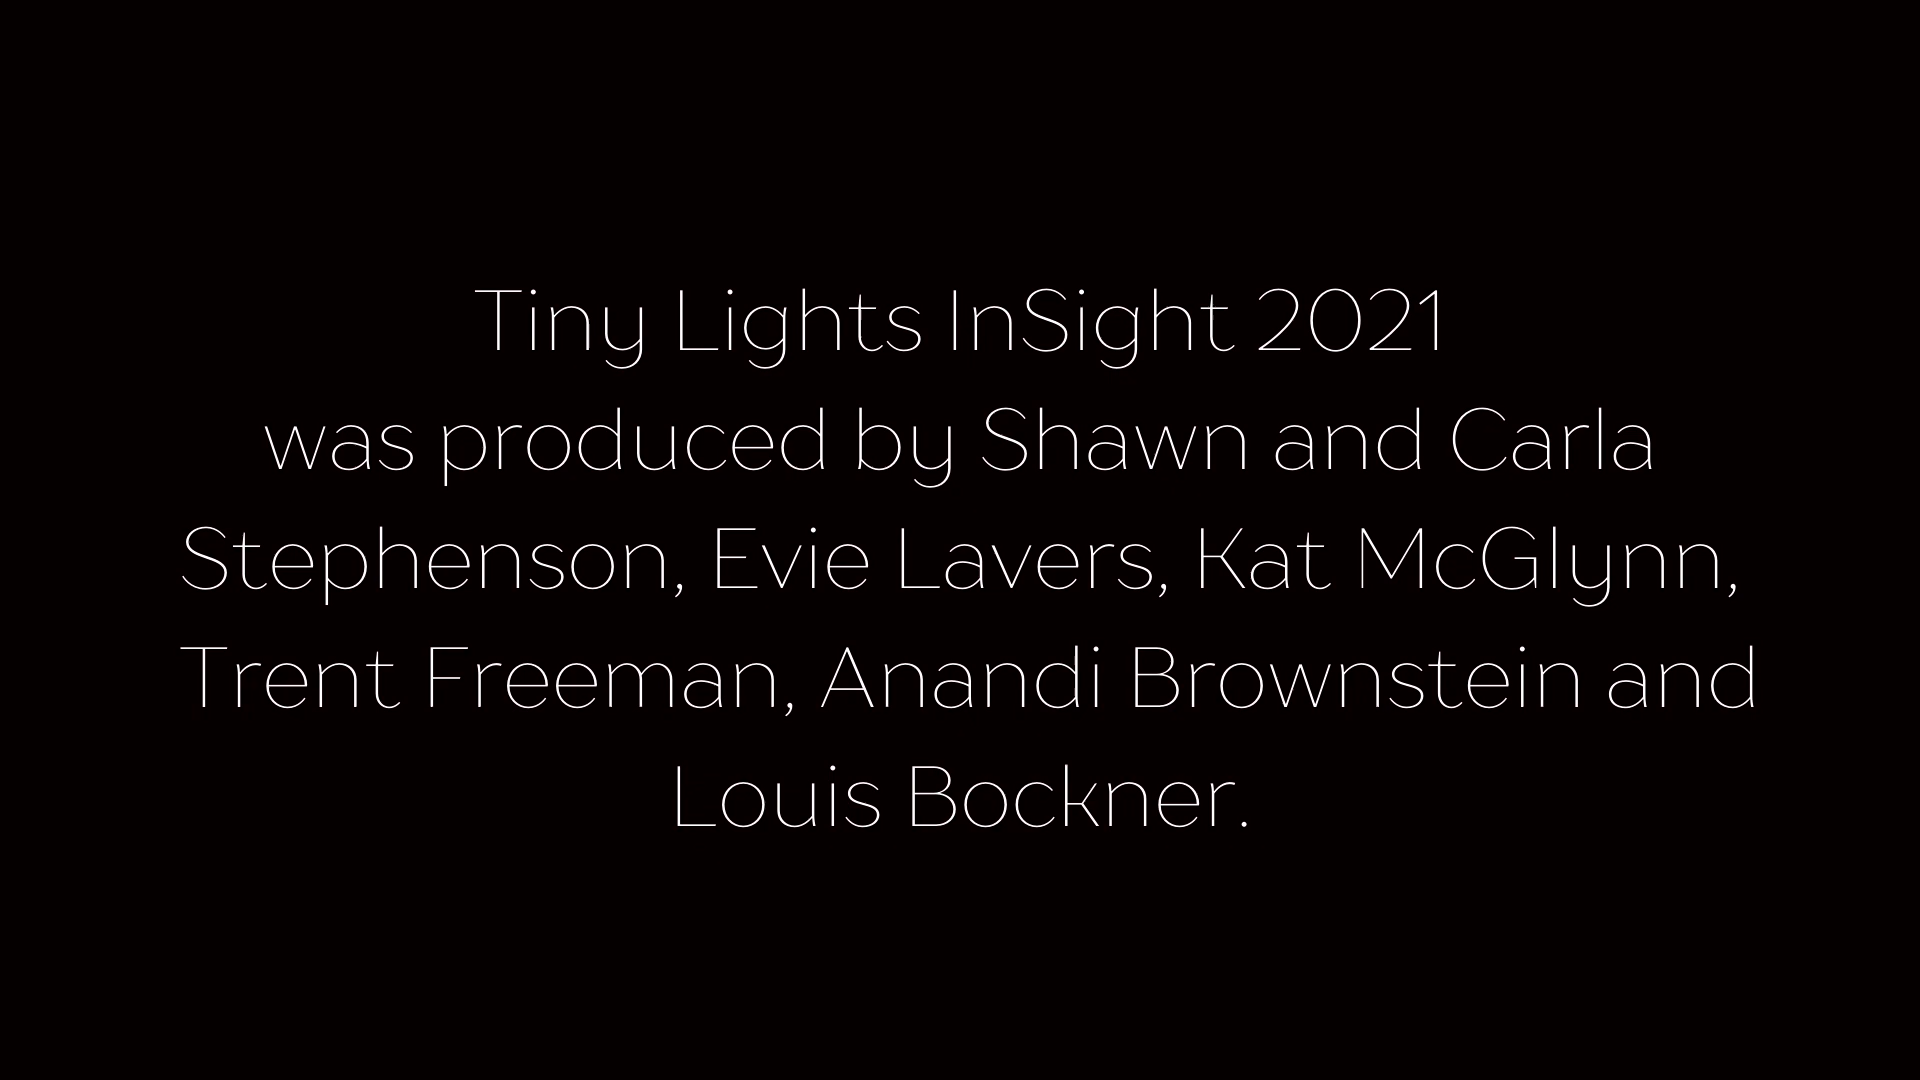 Tiny Lights InSight 2021
was produced by Shawn and Carla
Stephenson, Evie Lavers, Kat McGlynn,
Trent Freeman, Anandi Brownstein and
Louis Bockner.